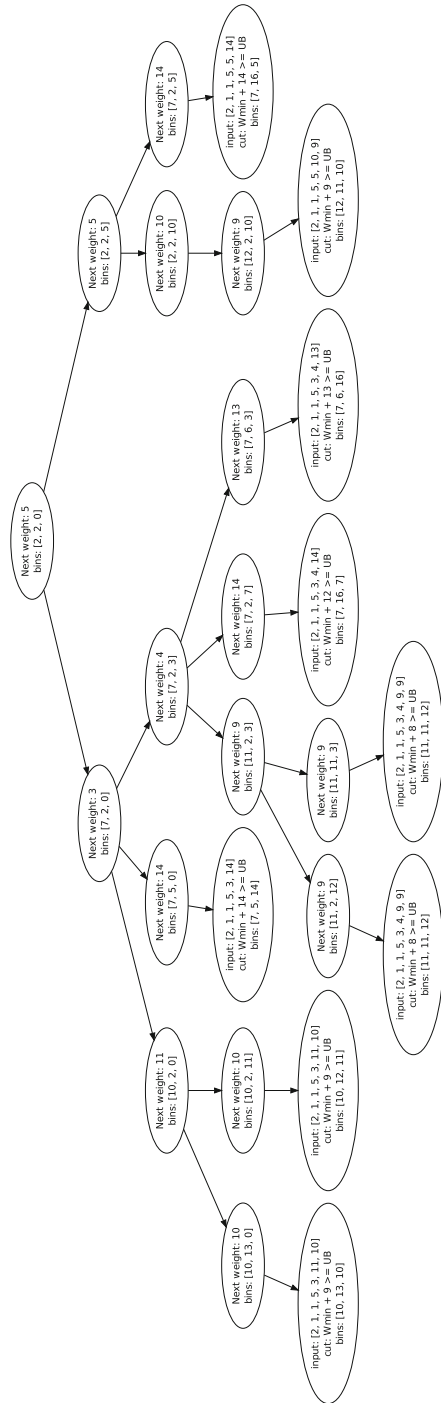 Next weight: 5
bins: [2, 2, 0]
Next weight: 3
bins: [7, 2, 0]
Next weight: 5
bins: [2, 2, 5]
Next weight: 11
bins: [10, 2, 0]
Next weight: 14
bins: [7, 5, 0]
Next weight: 4
bins: [7, 2, 3]
Next weight: 10
bins: [2, 2, 10]
Next weight: 14
bins: [7, 2, 5]
Next weight: 10
bins: [10, 13, 0]
Next weight: 10
bins: [10, 2, 11]
input: [2, 1, 1, 5, 3, 14]
cut: Wmin + 14 >= UB
bins: [7, 5, 14]
Next weight: 9
bins: [11, 2, 3]
Next weight: 14
bins: [7, 2, 7]
Next weight: 13
bins: [7, 6, 3]
Next weight: 9
bins: [12, 2, 10]
input: [2, 1, 1, 5, 5, 14]
cut: Wmin + 14 >= UB
bins: [7, 16, 5]
input: [2, 1, 1, 5, 3, 11, 10]
cut: Wmin + 9 >= UB
bins: [10, 13, 10]
input: [2, 1, 1, 5, 3, 11, 10]
cut: Wmin + 9 >= UB
bins: [10, 12, 11]
Next weight: 9
bins: [11, 2, 12]
Next weight: 9
bins: [11, 11, 3]
input: [2, 1, 1, 5, 3, 4, 14]
cut: Wmin + 12 >= UB
bins: [7, 16, 7]
input: [2, 1, 1, 5, 3, 4, 13]
cut: Wmin + 13 >= UB
bins: [7, 6, 16]
input: [2, 1, 1, 5, 5, 10, 9]
cut: Wmin + 9 >= UB
bins: [12, 11, 10]
input: [2, 1, 1, 5, 3, 4, 9, 9]
cut: Wmin + 8 >= UB
bins: [11, 11, 12]
input: [2, 1, 1, 5, 3, 4, 9, 9]
cut: Wmin + 8 >= UB
bins: [11, 11, 12]